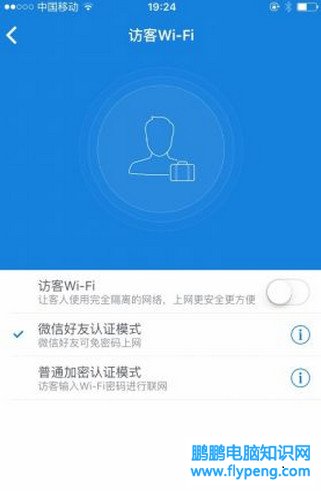 中国移动 19:24
访客Wi-Fi
访客Wi-Fi
让客人使用完全隔离的网络，上网更安全更方便
微信好友认证模式
微信好友可免密码上网
普通加密认证模式
访客输入Wi-Fi密码进行联网
鹏鹏电脑知识网
www.flypeng.com